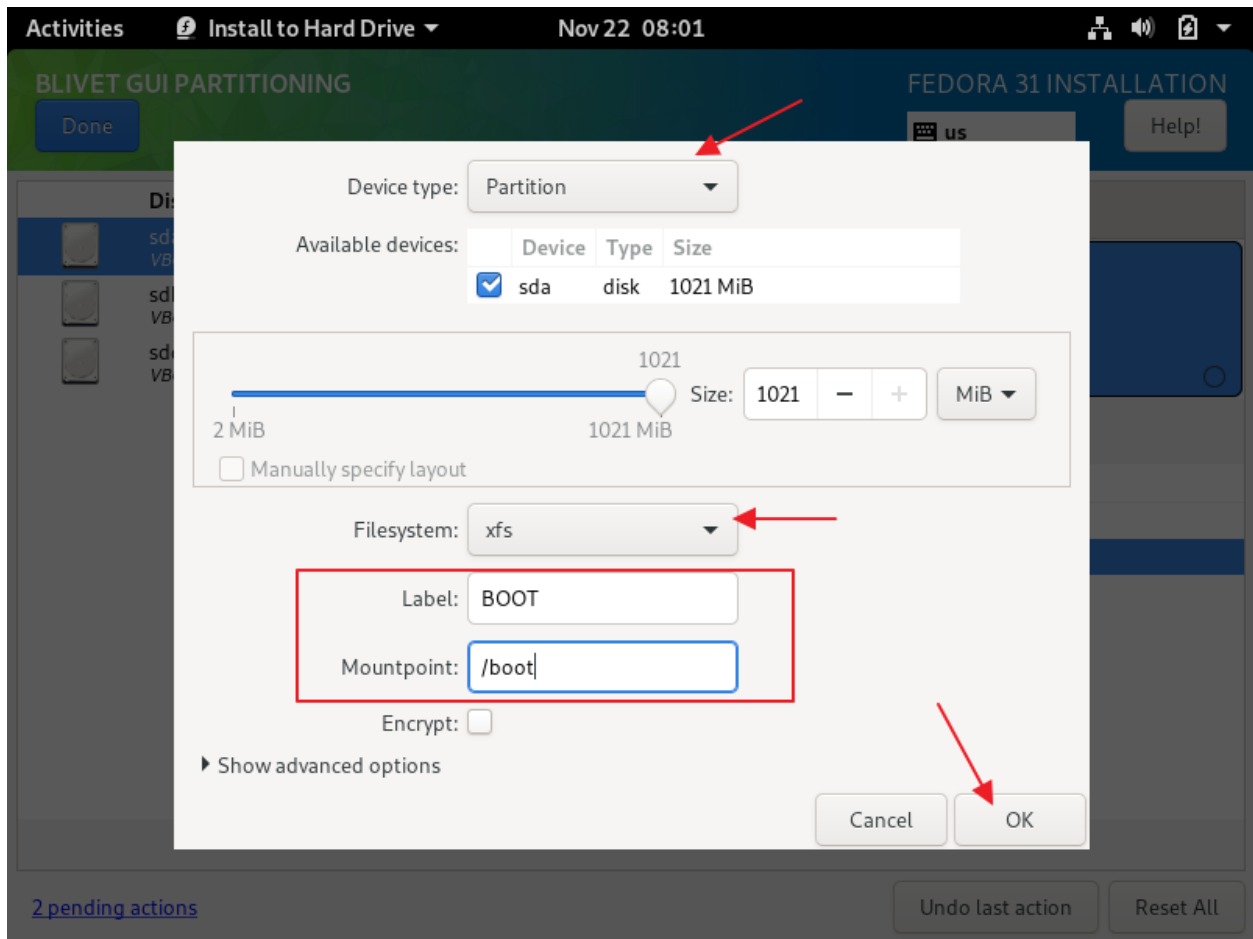 Activities Install to Hard Drive Nov 22 08:01
BLIVET GUI PARTITIONING FEDORA 31 INSTALLATION
Done us Help!
Device type: Partition
Available devices: Device Type Size
sda disk 1021 MiB
1021
Size: 1021 MiB
2 MiB 1021 MiB
Manually specify layout
Filesystem: xfs
Label: BOOT
Mountpoint: /boot
Encrypt:
Show advanced options
Cancel OK
2 pending actions Undo last action Reset All